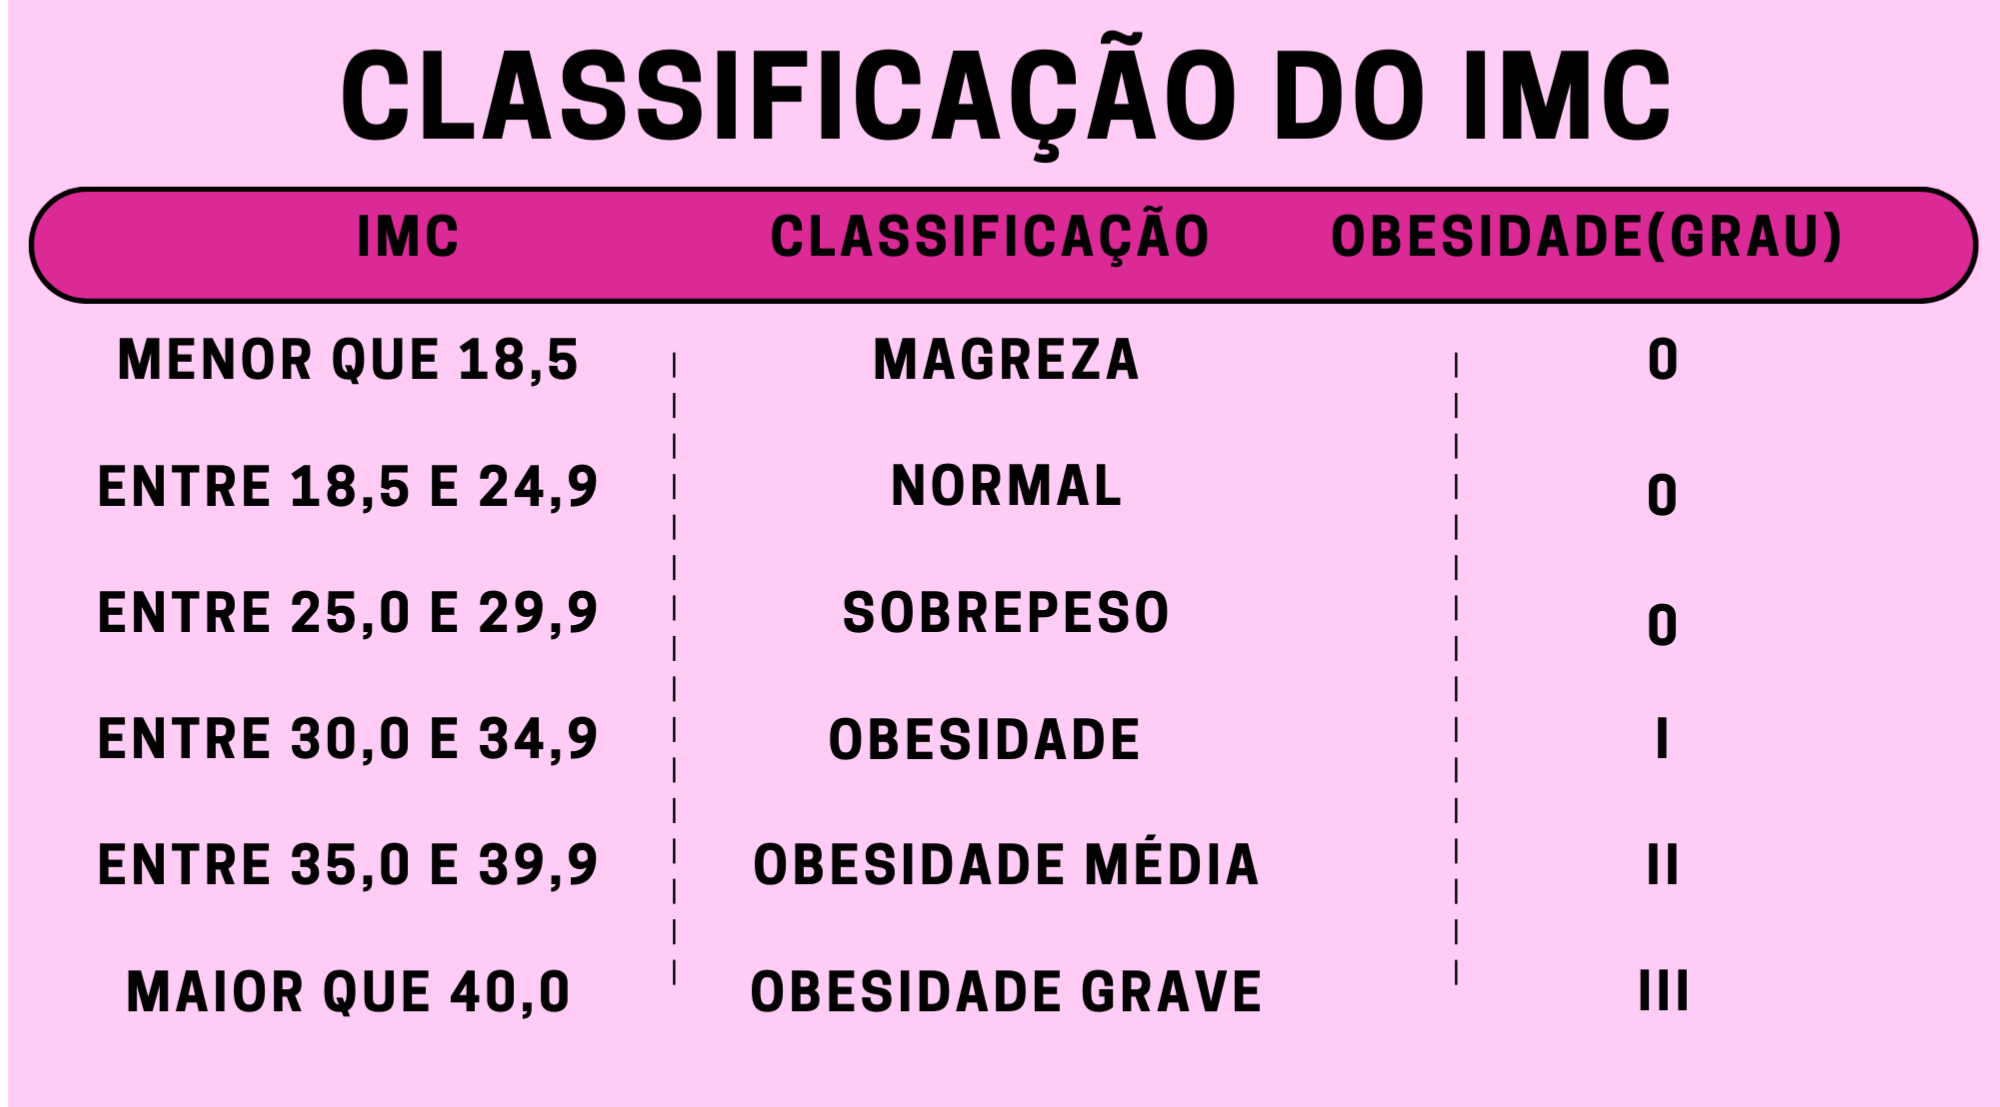 CLASSIFICAÇÃO DO IMC
IMC CLASSIFICAÇÃO OBESIDADE(GRAU)
MENOR QUE 18,5 MAGREZA 0
ENTRE 18,5 E 24,9 NORMAL 0
ENTRE 25,0 E 29,9 SOBREPESO 0
ENTRE 30,0 E 34,9 OBESIDADE I
ENTRE 35,0 E 39,9 OBESIDADE MÉDIA II
MAIOR QUE 40,0 OBESIDADE GRAVE III